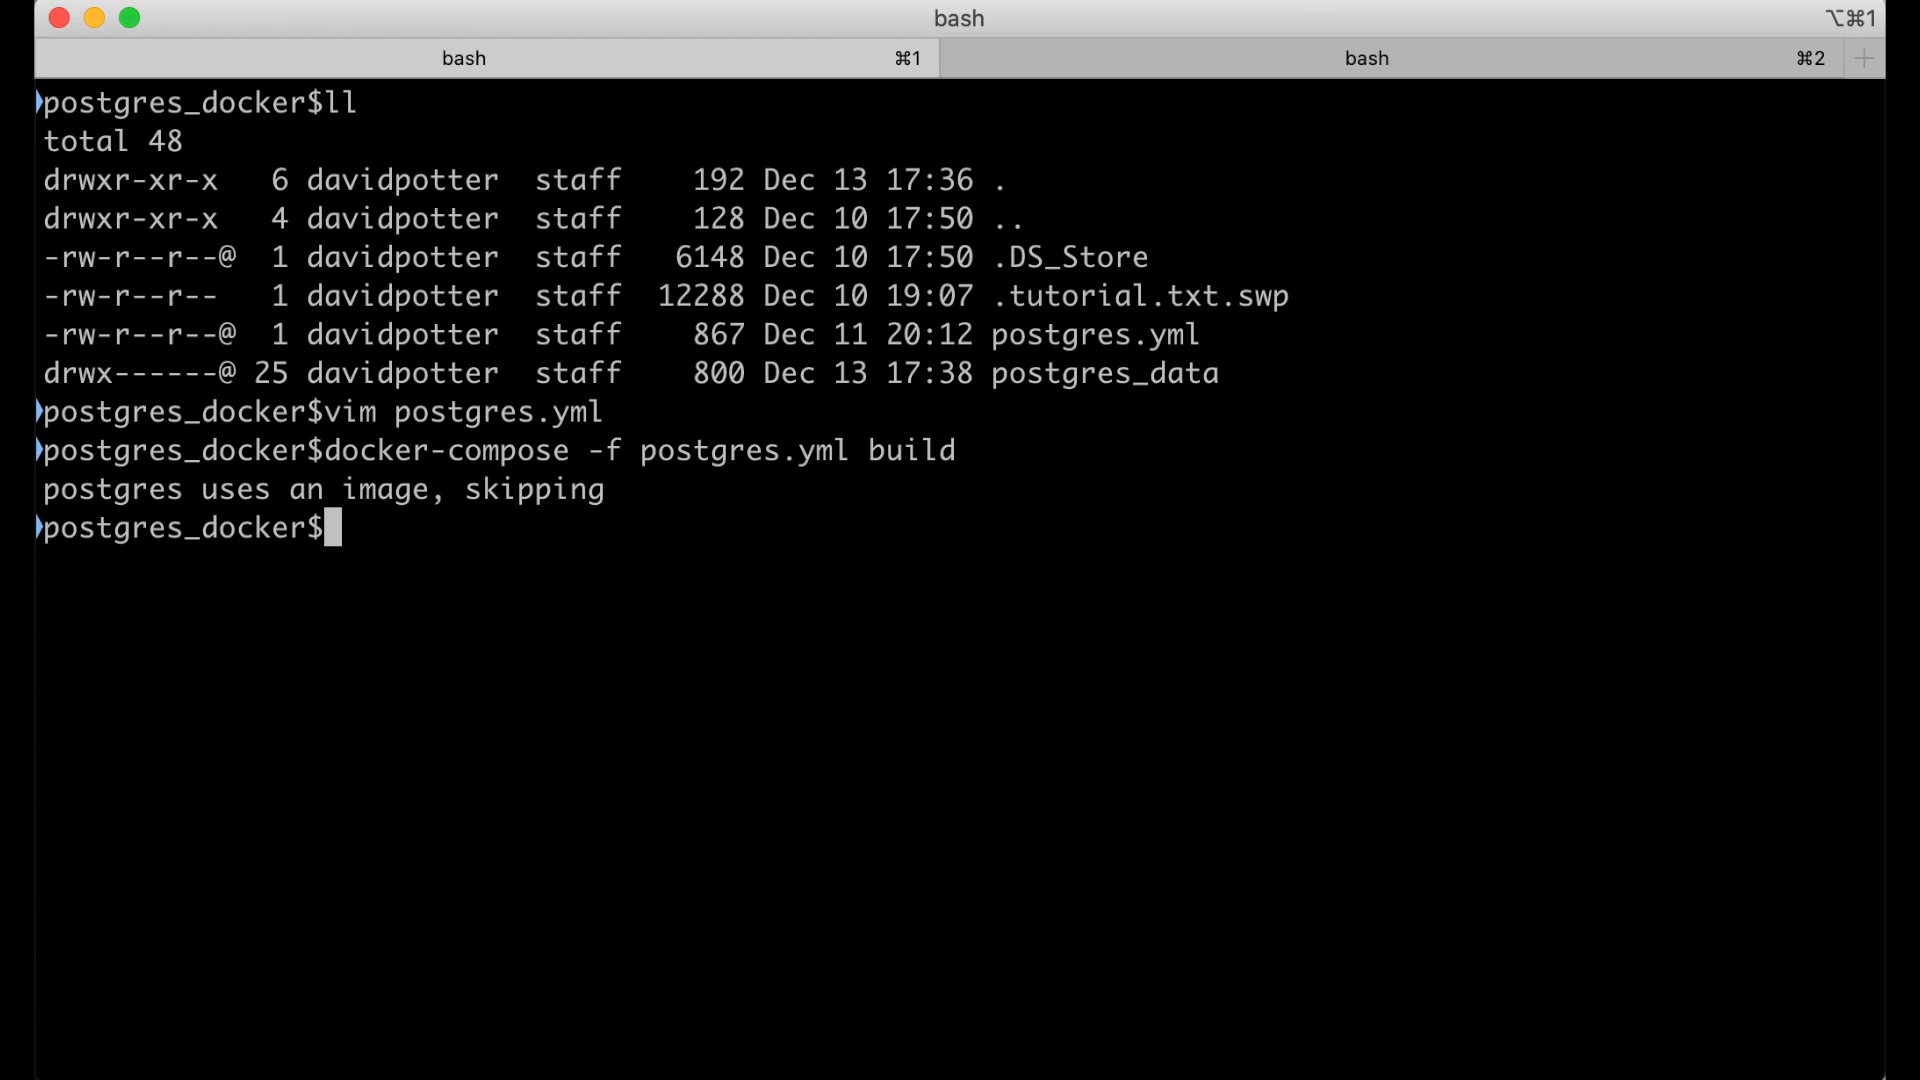 bash ⌥⌘1
bash ⌘1 bash ⌘2
postgres_docker$ll
total 48
drwxr-xr-x   6 davidpotter  staff    192 Dec 13 17:36 .
drwxr-xr-x   4 davidpotter  staff    128 Dec 10 17:50 ..
-rw-r--r--@  1 davidpotter  staff   6148 Dec 10 17:50 .DS_Store
-rw-r--r--   1 davidpotter  staff  12288 Dec 10 19:07 .tutorial.txt.swp
-rw-r--r--@  1 davidpotter  staff    867 Dec 11 20:12 postgres.yml
drwx------@ 25 davidpotter  staff    800 Dec 13 17:38 postgres_data
postgres_docker$vim postgres.yml
postgres_docker$docker-compose -f postgres.yml build
postgres uses an image, skipping
postgres_docker$